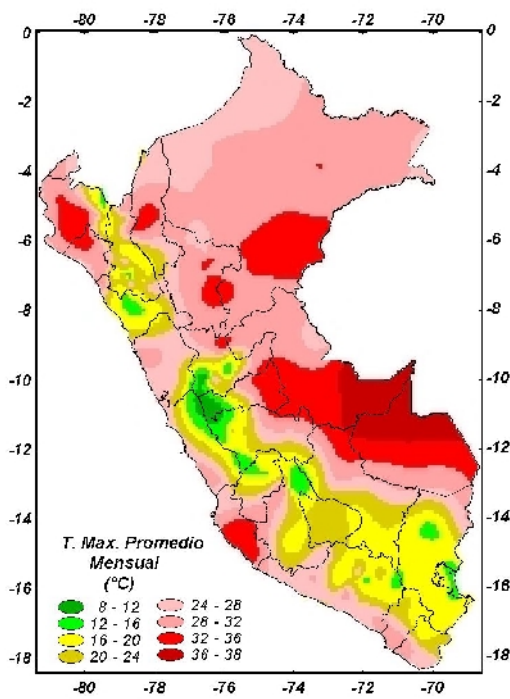 -80 -78 -76 -74 -72 -70
0 0
-2 -2
-4 -4
-6 -6
-8 -8
-10 -10
-12 -12
-14 -14
-16 -16
-18 -18
T. Max. Promedio
Mensual
(°C)
8 - 12 24 - 28
12 - 16 28 - 32
16 - 20 32 - 36
20 - 24 36 - 38
-80 -78 -76 -74 -72 -70